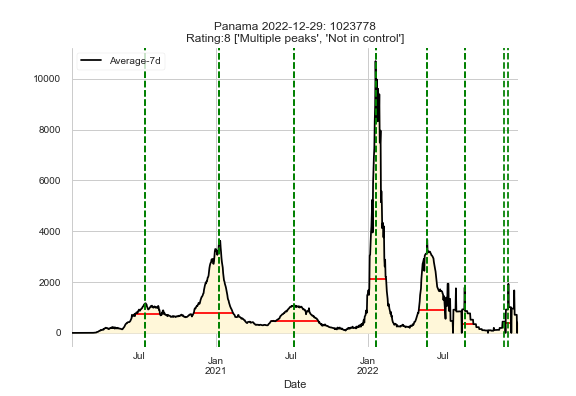 Panama 2022-12-29: 1023778
Rating:8 ['Multiple peaks', 'Not in control']
Average-7d
10000
8000
6000
4000
2000
0
Jul
Jan
2021
Jul
Jan
2022
Jul
Date